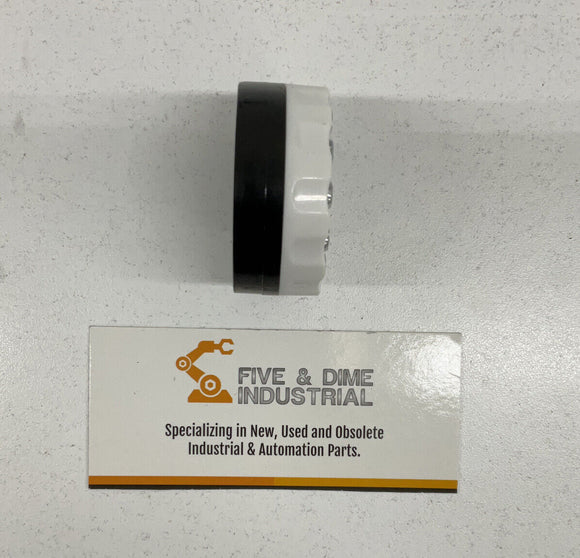 FIVE & DIME
INDUSTRIAL
Specializing in New, Used and Obsolete
Industrial & Automation Parts.